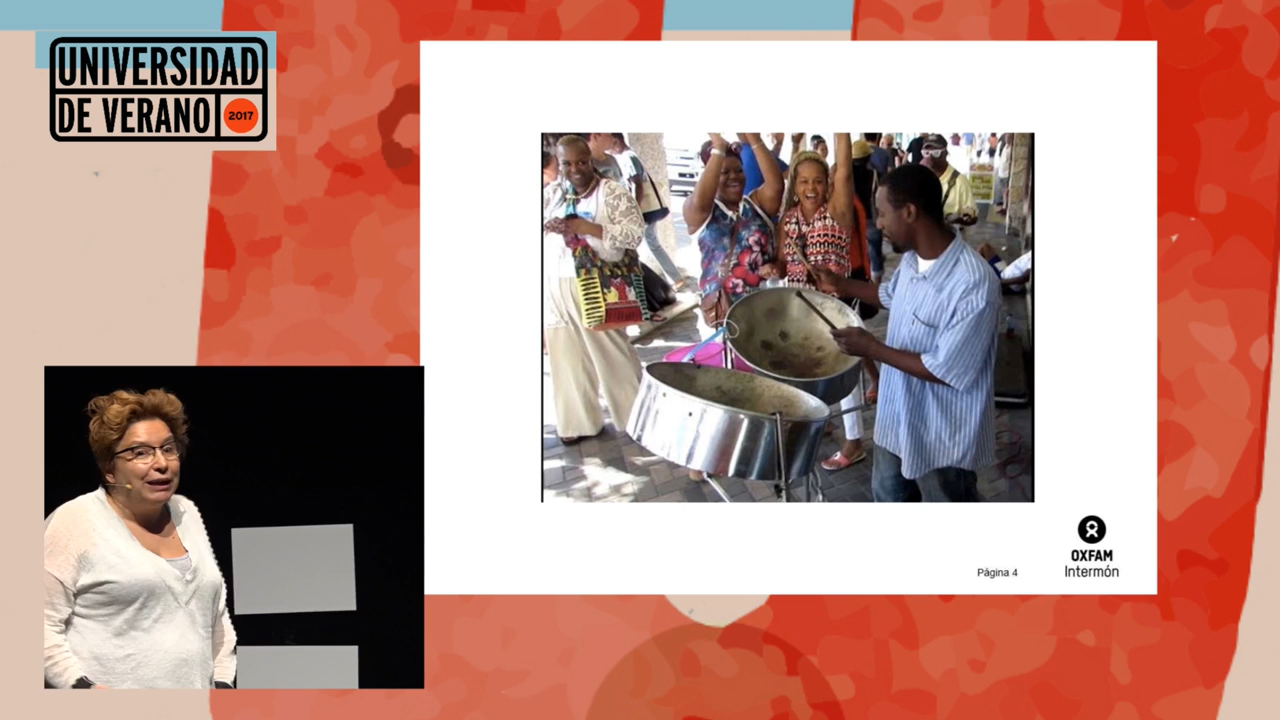 UNIVERSIDAD
DE VERANO 2017
Página 4
OXFAM
Intermón